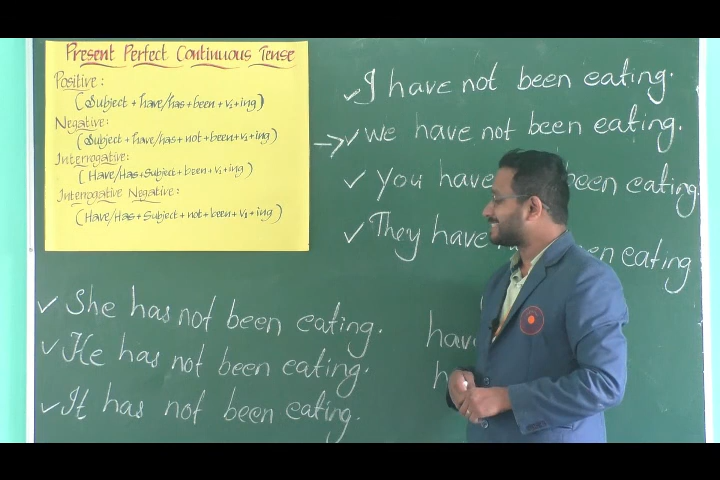 Present Perfect Continuous Tense
Positive:
(Subject + have/has + been + v₁ + ing)
Negative:
(Subject + have/has + not + been + v₁ + ing)
Interrogative:
(Have/Has + Subject + been + v₁ + ing)
Interrogative Negative:
(Have/Has + Subject + not + been + v₁ + ing)
I have not been eating.
we have not been eating.
you have been eating.
They have eating
She has not been eating.
He has not been eating.
It has not been eating.